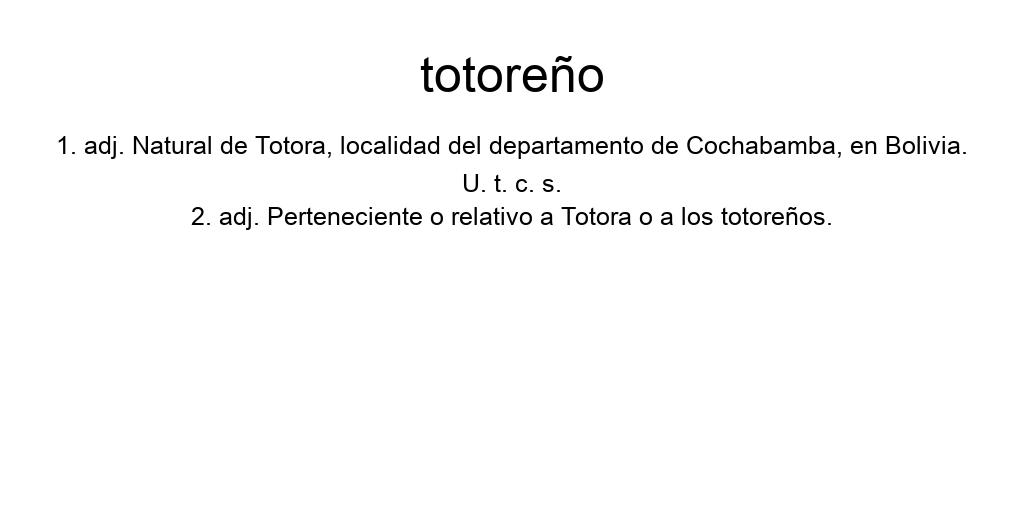 totoreño
1. adj. Natural de Totora, localidad del departamento de Cochabamba, en Bolivia.
U. t. c. s.
2. adj. Perteneciente o relativo a Totora o a los totoreños.